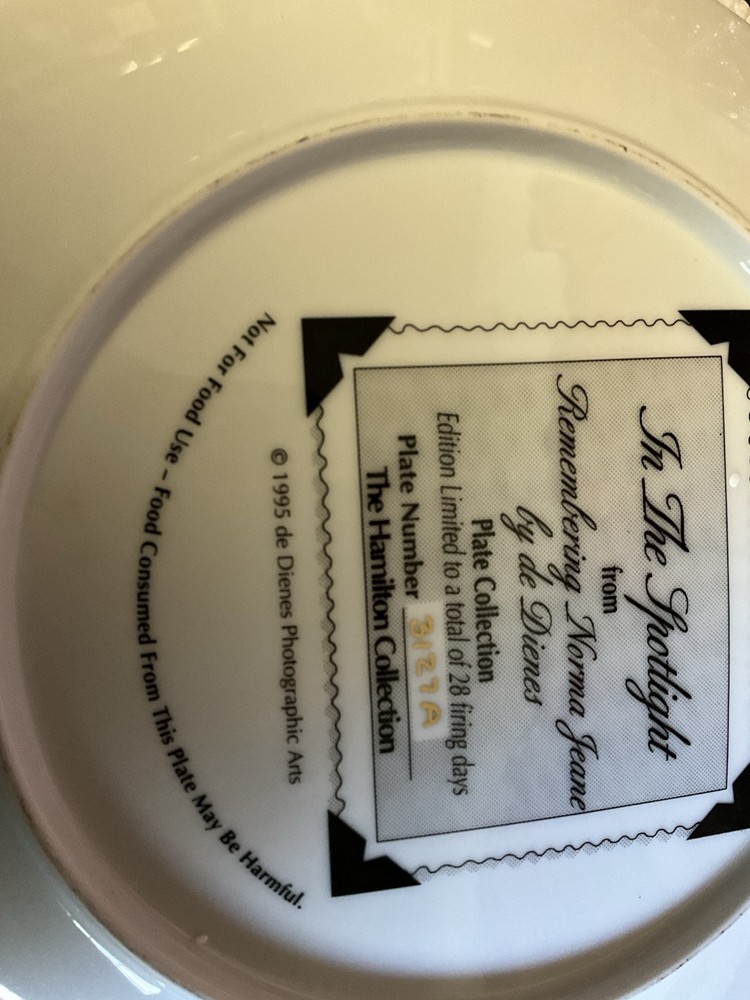 In The Spotlight
from
Remembering Norma Jeane
by de Dienes
Plate Collection
Edition Limited to a total of 28 firing days
Plate Number 3127A
The Hamilton Collection
© 1995 de Dienes Photographic Arts
Not For Food Use – Food Consumed From This Plate May Be Harmful.